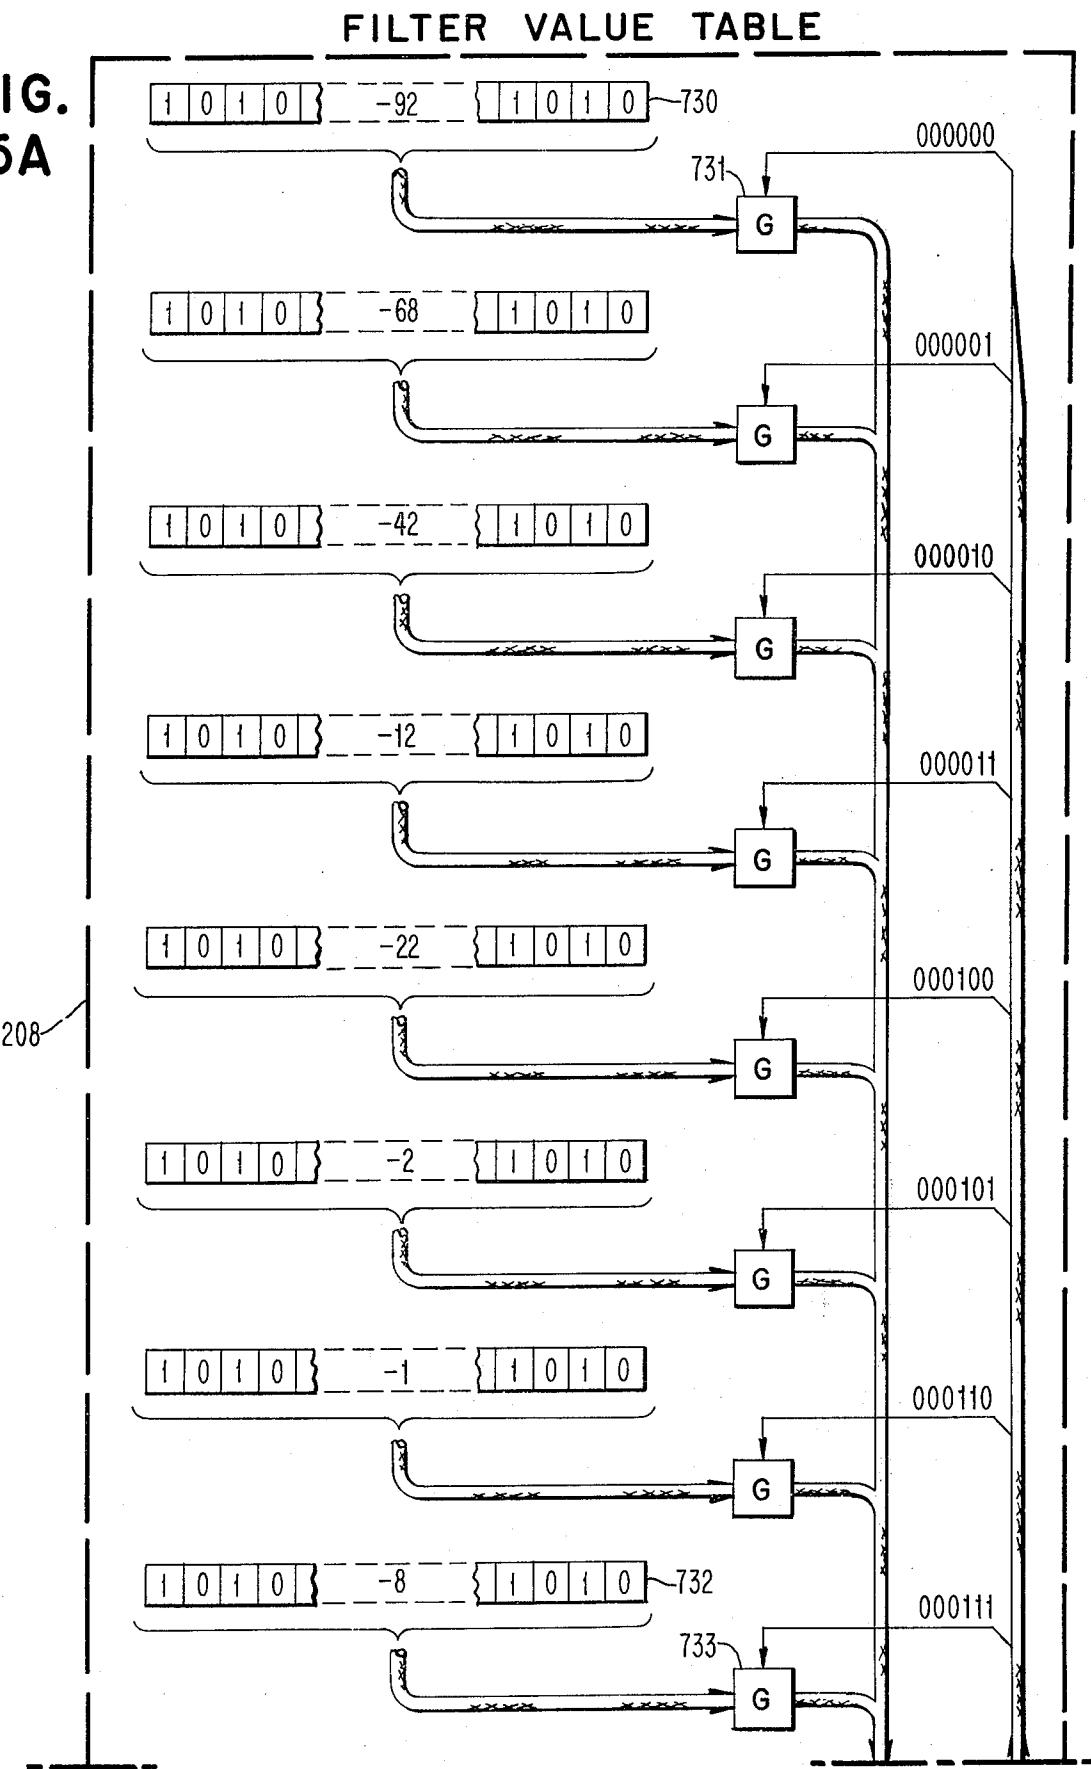 FILTER VALUE TABLE
IG.
6A
1 0 1 0 -92 1 0 1 0 730
000000
731
G
1 0 1 0 -68 1 0 1 0
000001
G
1 0 1 0 -42 1 0 1 0
000010
G
1 0 1 0 -12 1 0 1 0
000011
G
1 0 1 0 -22 1 0 1 0
000100
208
G
1 0 1 0 -2 1 0 1 0
000101
G
1 0 1 0 -1 1 0 1 0
000110
G
1 0 1 0 -8 1 0 1 0 732
000111
733
G